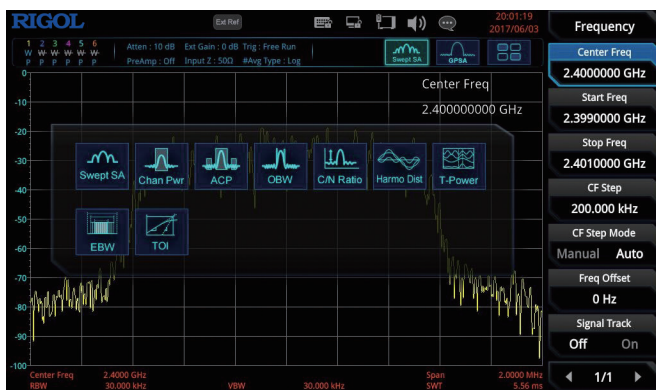 RIGOL
Ext Ref
20:01:19
2017/06/03
1 2 3 4 5 6
W W W W W W
P P P P P P
Atten : 10 dB Ext Gain : 0 dB Trig : Free Run
PreAmp : Off Input Z : 50Ω #Avg Type : Log
Swept SA
GPSA
0
-10
-20
-30
-40
-50
-60
-70
-80
-90
-100
Center Freq
2.400000000 GHz
Swept SA
Chan Pwr
ACP
OBW
C/N Ratio
Harmo Dist
T-Power
EBW
TOI
Center Freq 2.4000 GHz Span 2.0000 MHz
RBW 30.000 kHz VBW 30.000 kHz SWT 5.56 ms
Frequency
Center Freq
2.4000000 GHz
Start Freq
2.3990000 GHz
Stop Freq
2.4010000 GHz
CF Step
200.000 kHz
CF Step Mode
Manual Auto
Freq Offset
0 Hz
Signal Track
Off On
1/1